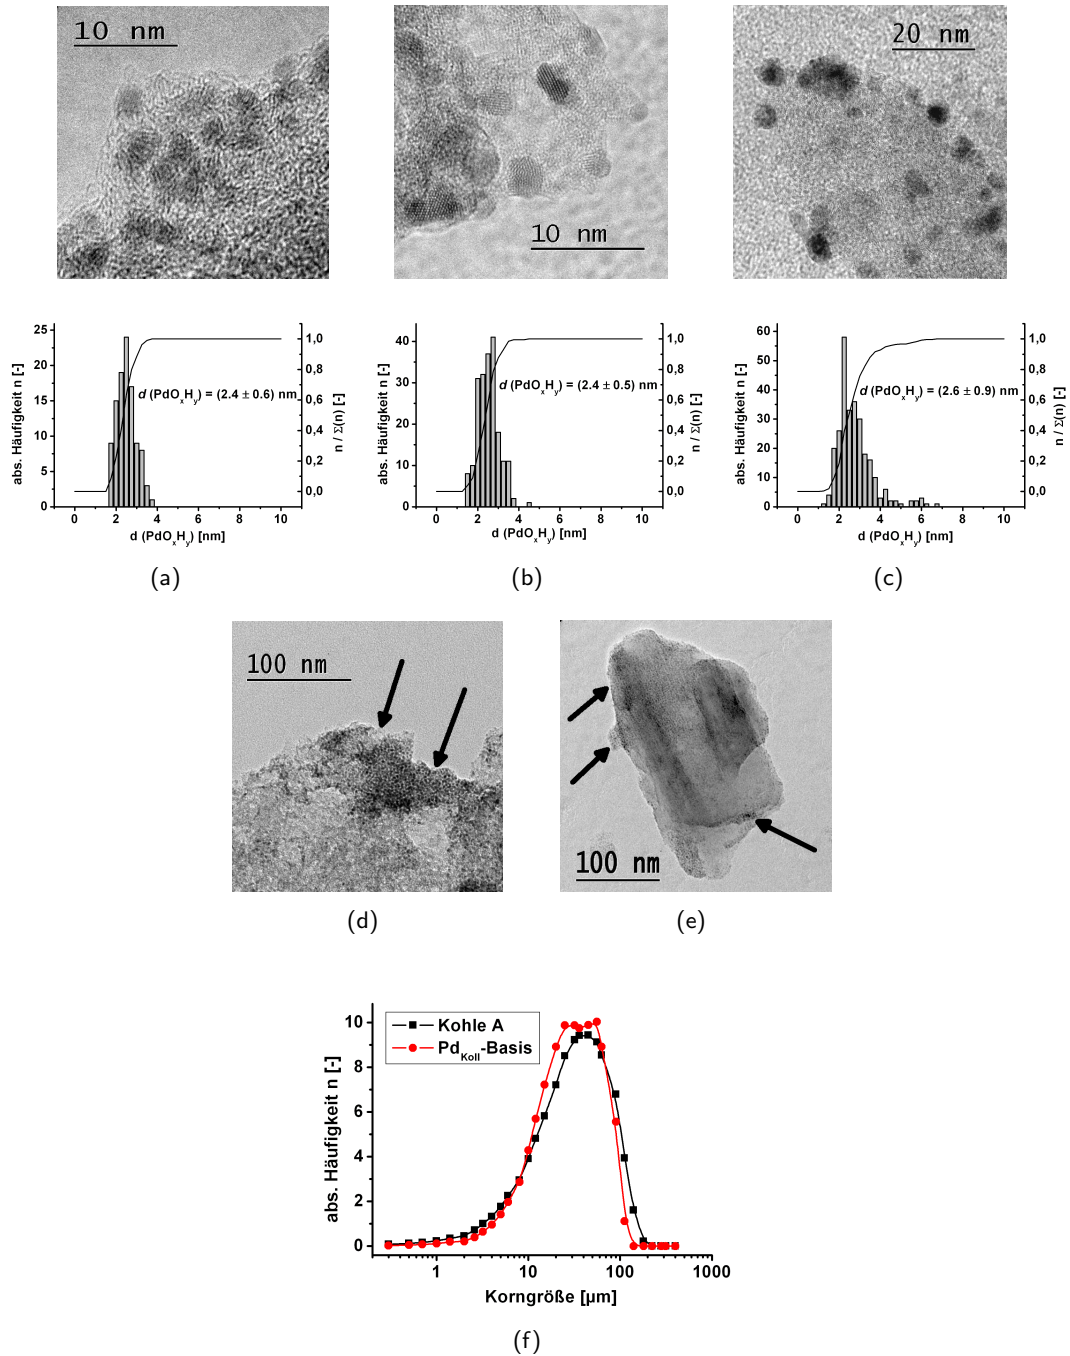 10 nm
10 nm
20 nm
abs. Häufigkeit n [-]
25
20
15
10
5
0
d (PdOxHy) = (2.4 ± 0.6) nm
1,0
0,8
0,6
0,4
0,2
0,0
n / Σ(n) [-]
0 2 4 6 8 10
d (PdOxHy) [nm]
abs. Häufigkeit n [-]
40
30
20
10
0
d (PdOxHy) = (2.4 ± 0.5) nm
1,0
0,8
0,6
0,4
0,2
0,0
n / Σ(n) [-]
0 2 4 6 8 10
d (PdOxHy) [nm]
abs. Häufigkeit n [-]
60
50
40
30
20
10
0
d (PdOxHy) = (2.6 ± 0.9) nm
1,0
0,8
0,6
0,4
0,2
0,0
n / Σ(n) [-]
0 2 4 6 8 10
d (PdOxHy) [nm]
(a)
(b)
(c)
100 nm
100 nm
(d)
(e)
abs. Häufigkeit n [-]
10
8
6
4
2
0
Kohle A
PdKoll-Basis
1 10 100 1000
Korngröße [µm]
(f)